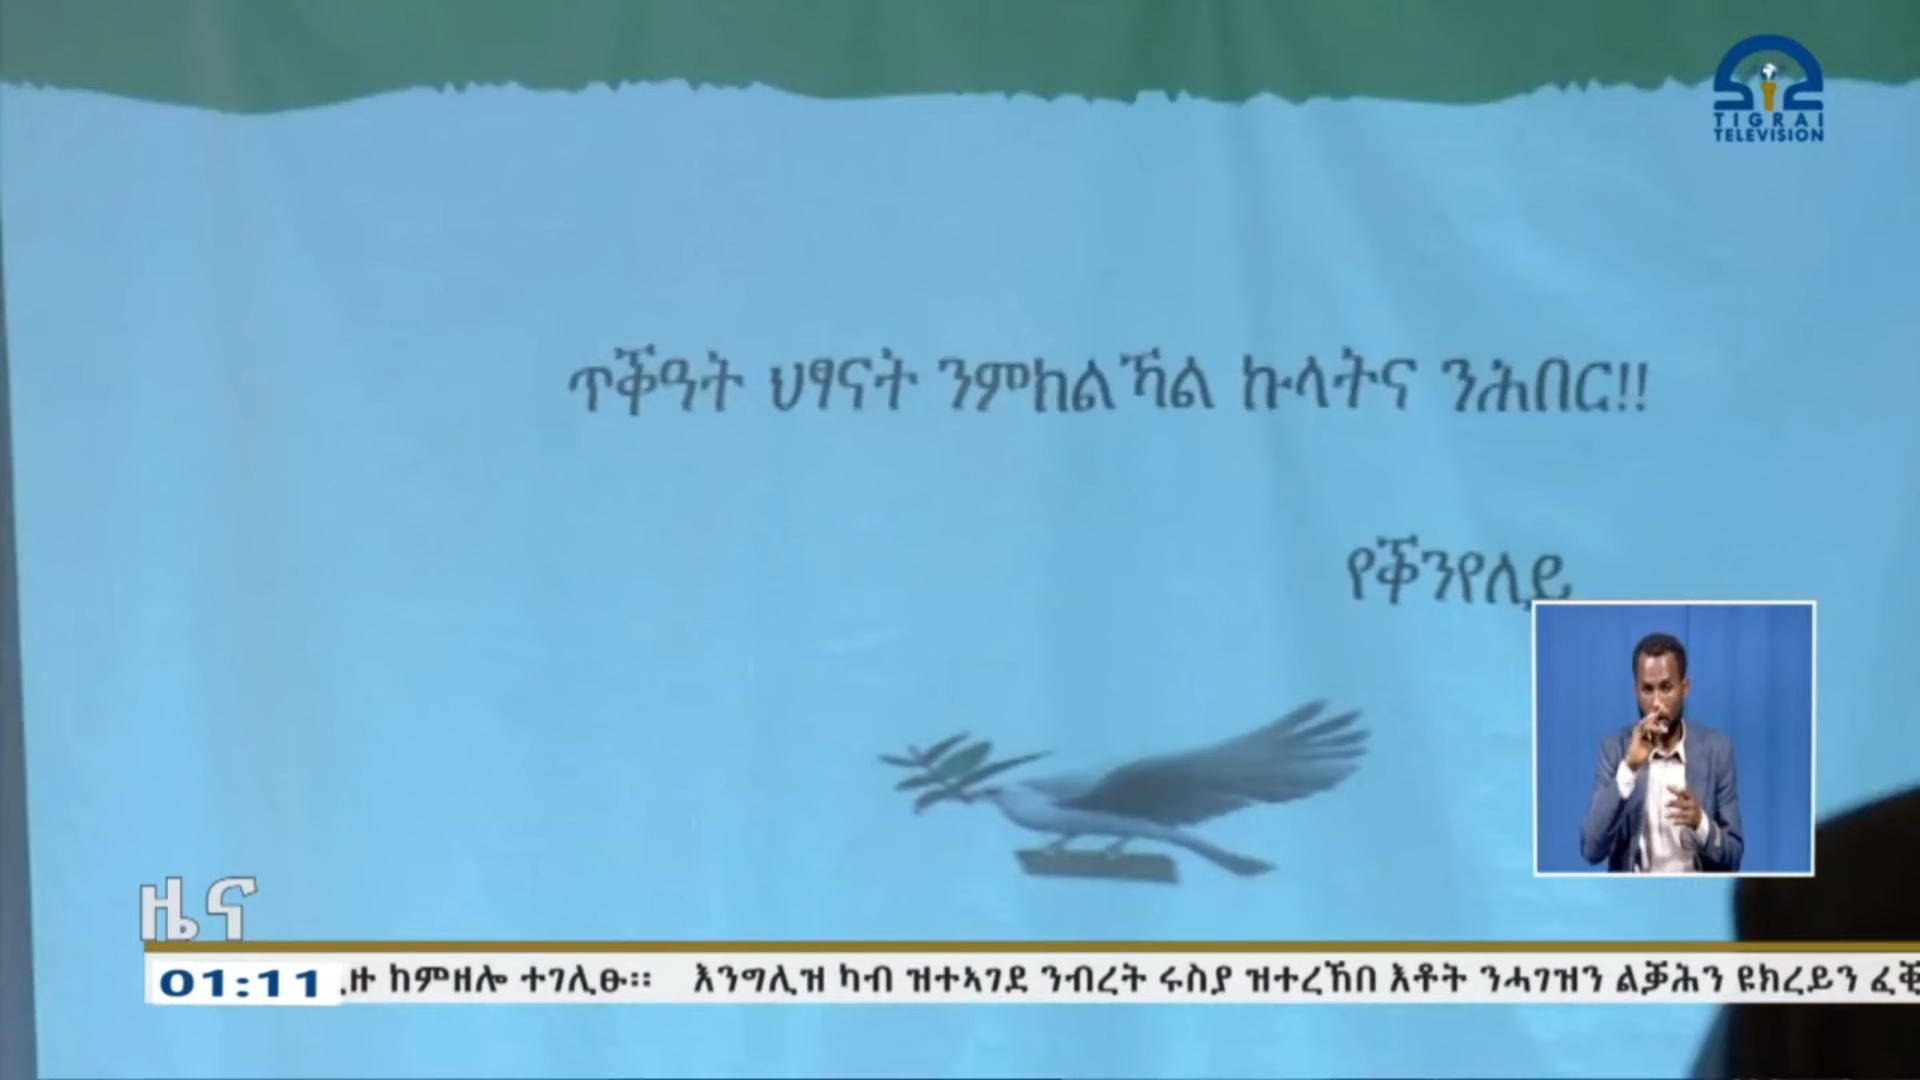 TIGRAI
TELEVISION
ጥቕዓት ህፃናት ንምክልኻል ኩላትና ንሕበር!!
የቐንየለይ
ዜና
01:11 ከምዘሎ ተገሊፁ። እንግሊዝ ካብ ዝተኣገደ ንብረት ሩስያ ዝተረኸበ እቶት ንሓገዝን ልቓሕን ዩክረይን